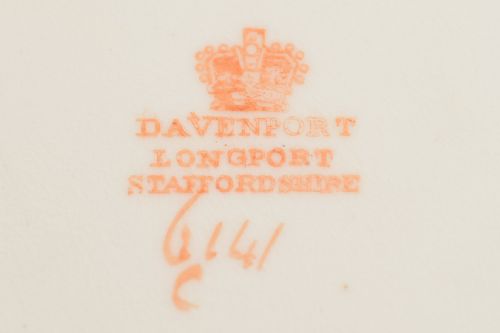 DAVENPORT
LONGPORT
STAFFORDSHIRE
6141
C